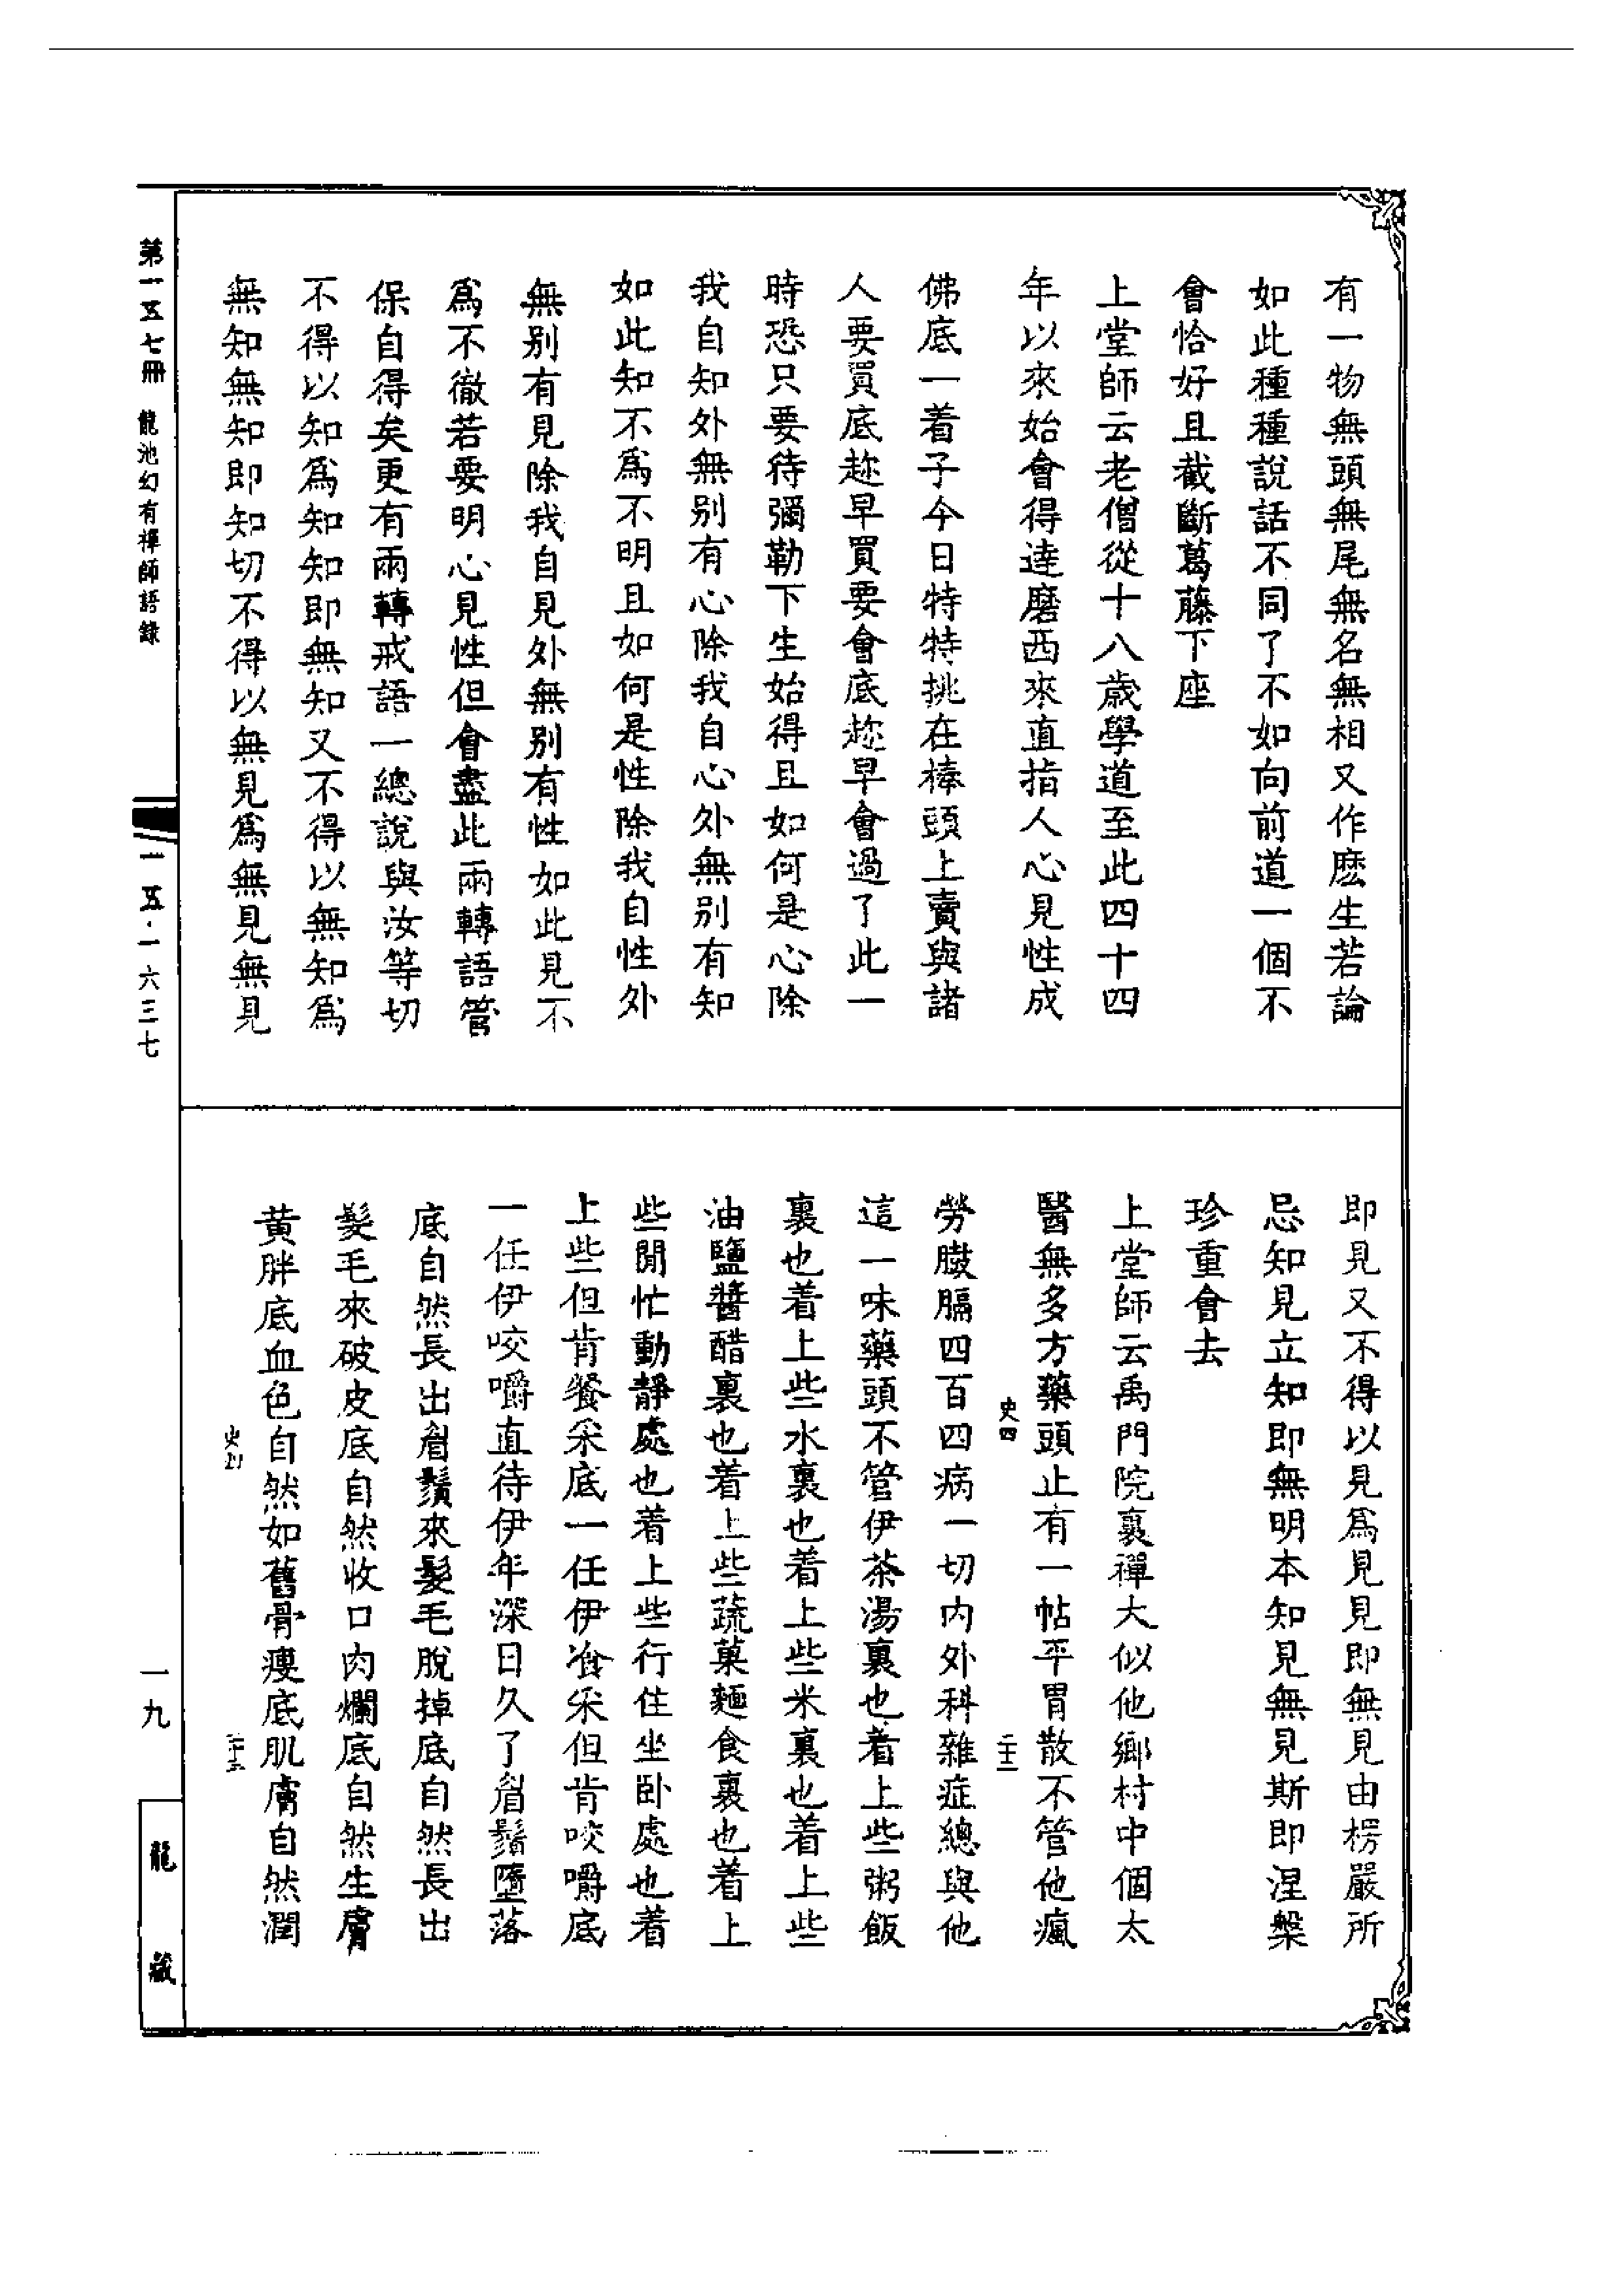 有一物無頭無尾無名無相又作麽生若論
如此種種說話不同了不如向前道一個不
會恰好且截斷葛藤下座
上堂師云老僧從十八歲學道至此四十四
年以來始會得達磨西來直指人心見性成
佛底一着子今日特特挑在棒頭上賣與諸
人要買底趂早買要會底趂早會過了此一
時恐只要待彌勒下生始得且如何是心除
我自知外無別有心除我自心外無別有知
如此知不爲不明且如何是性除我自性外
無別有見除我自見外無別有性如此見不
爲不徹若要明心見性但會盡此兩轉語管
保自得矣更有兩轉戒語一總說與汝等切
不得以知爲知知即無知又不得以無知爲
無知無知即知切不得以無見爲無見無見
即見又不得以見爲見見即無見由楞嚴所
忌知見立知即無明本知見無見斯即涅槃
珍重會去
上堂師云禹門院裏禪大似他鄉村中個太
醫無多方藥頭止有一帖平胃散不管他瘋
史四
二十二
勞臌膈四百四病一切内外科雜症總與他
這一味藥頭不管伊茶湯裏也着上些粥飯
裏也着上些水裏也着上些米裏也着上些
油鹽醬醋裏也着上些蔬菓麵食裏也着上
些閒忙動靜處也着上些行住坐卧處也着
上些但肯餐采底一任伊飡采但肯咬嚼底
一任伊咬嚼直待伊年深日久了眉鬚墮落
底自然長出眉鬚來髮毛脫掉底自然長出
髮毛來破皮底自然收口肉爛底自然生膚
黄胖底血色自然如舊骨瘦底肌膚自然潤
史四
第一五七冊
龍池幻有禪師語錄
一五·一六三七
一九
龍藏